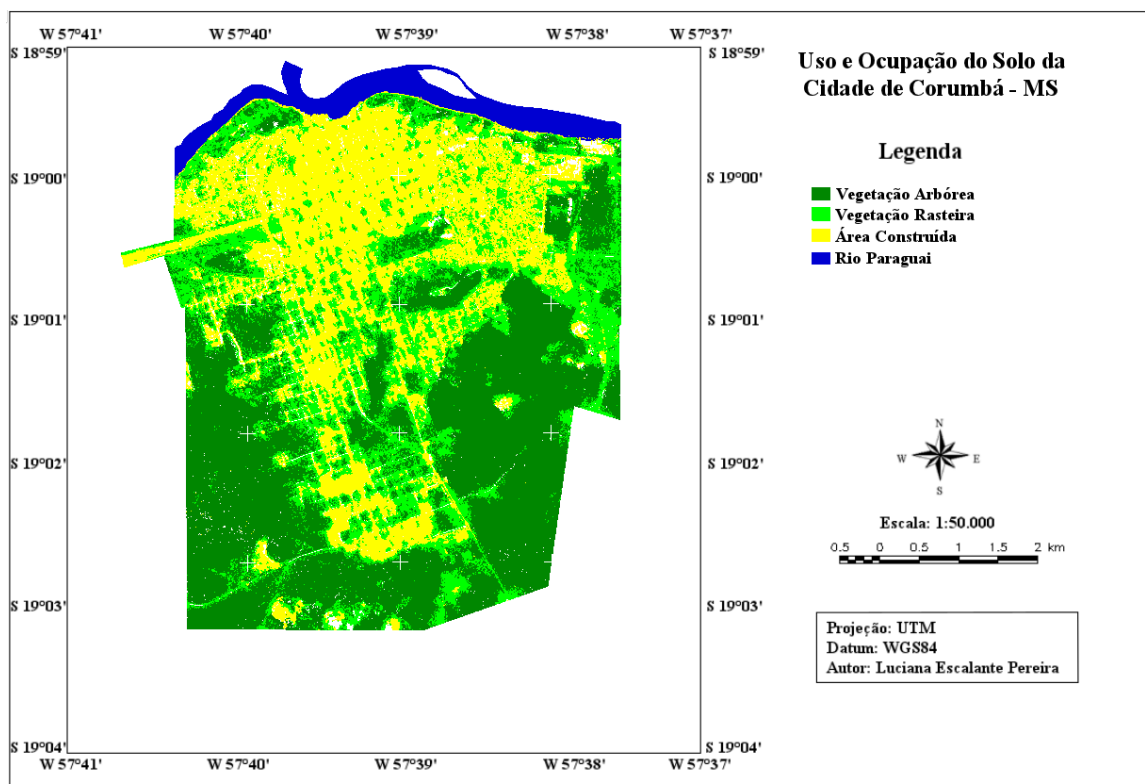 W 57°41' W 57°40' W 57°39' W 57°38' W 57°37'
S 18°59' S 18°59'
Uso e Ocupação do Solo da
Cidade de Corumbá - MS
Legenda
S 19°00' S 19°00'
Vegetação Arbórea
Vegetação Rasteira
Área Construída
Rio Paraguai
S 19°01' S 19°01'
N
W E
S
S 19°02' S 19°02'
Escala: 1:50.000
0.5 0 0.5 1 1.5 2 km
S 19°03' S 19°03'
Projeção: UTM
Datum: WGS84
Autor: Luciana Escalante Pereira
S 19°04' S 19°04'
W 57°41' W 57°40' W 57°39' W 57°38' W 57°37'